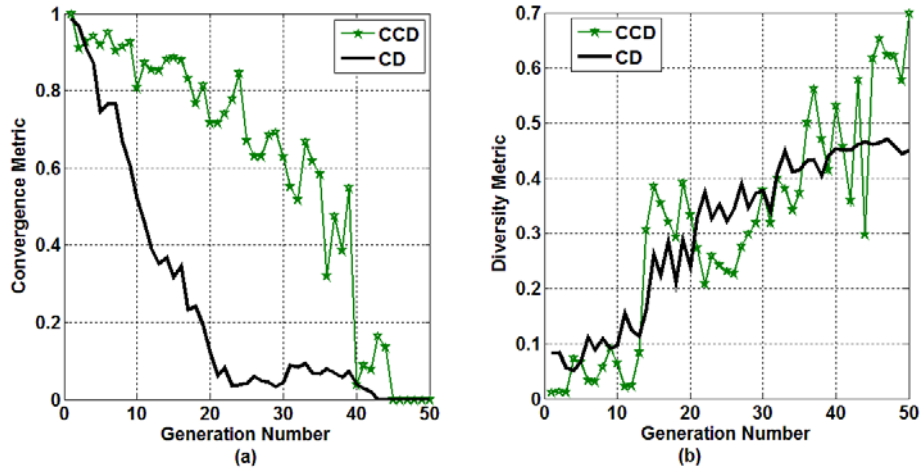 CCD
CD
Convergence Metric
1
0.8
0.6
0.4
0.2
0
0 10 20 30 40 50
Generation Number
(a)
CCD
CD
Diversity Metric
0.7
0.6
0.5
0.4
0.3
0.2
0.1
0
0 10 20 30 40 50
Generation Number
(b)